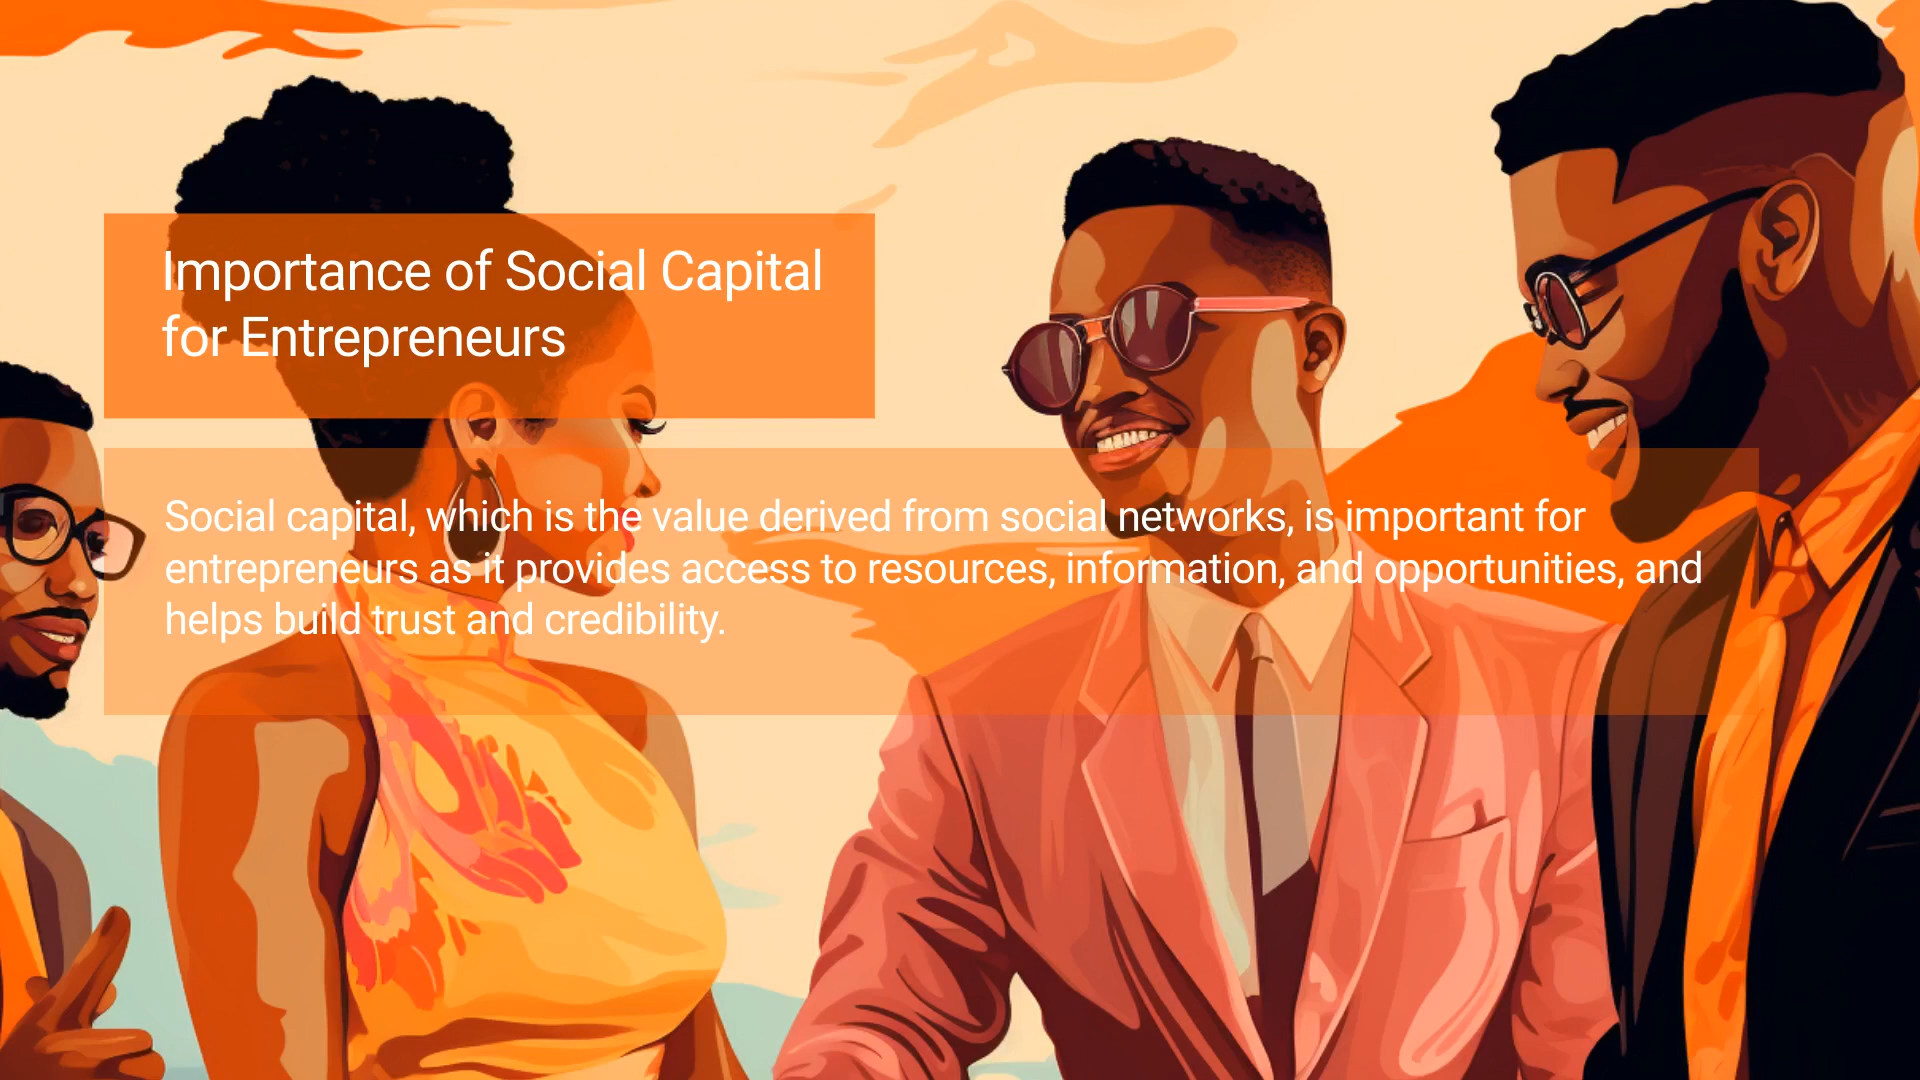 Importance of Social Capital
for Entrepreneurs
Social capital, which is the value derived from social networks, is important for
entrepreneurs as it provides access to resources, information, and opportunities, and
helps build trust and credibility.